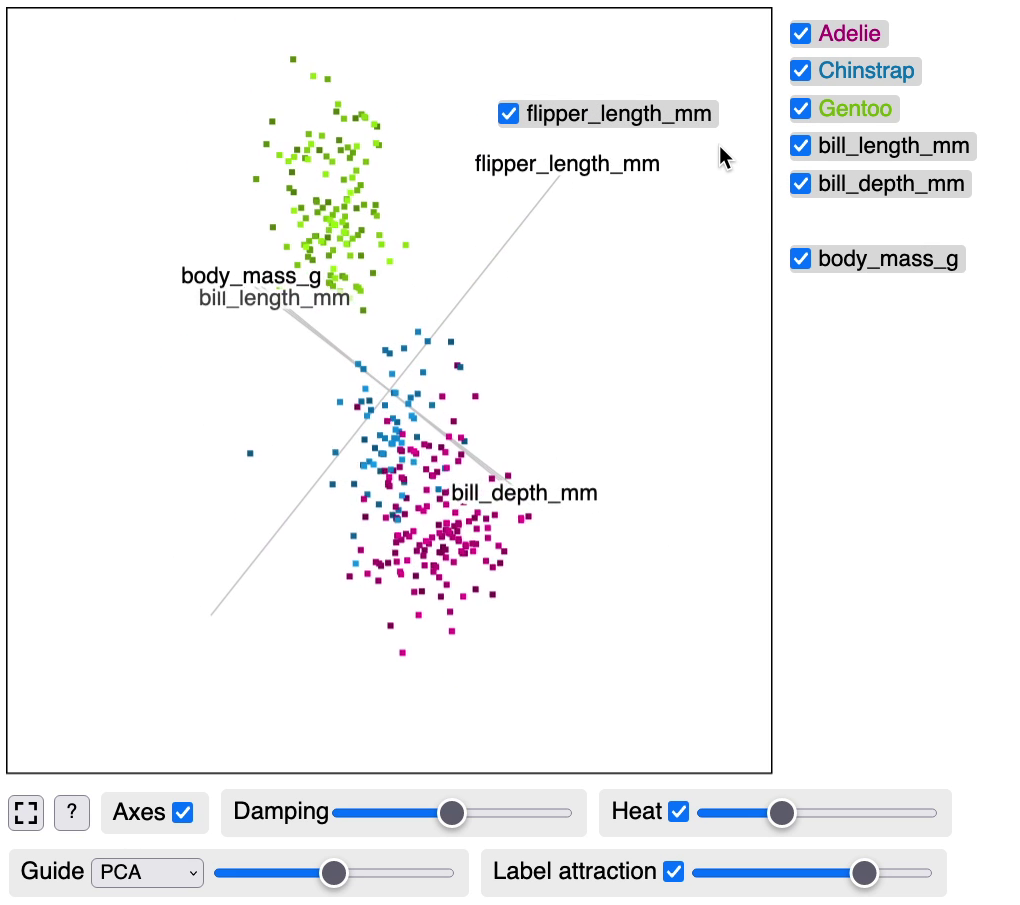 Adelie
Chinstrap
Gentoo
bill_length_mm
bill_depth_mm
body_mass_g
flipper_length_mm
flipper_length_mm
body_mass_g
bill_length_mm
bill_depth_mm
? Axes Damping Heat
Guide PCA Label attraction